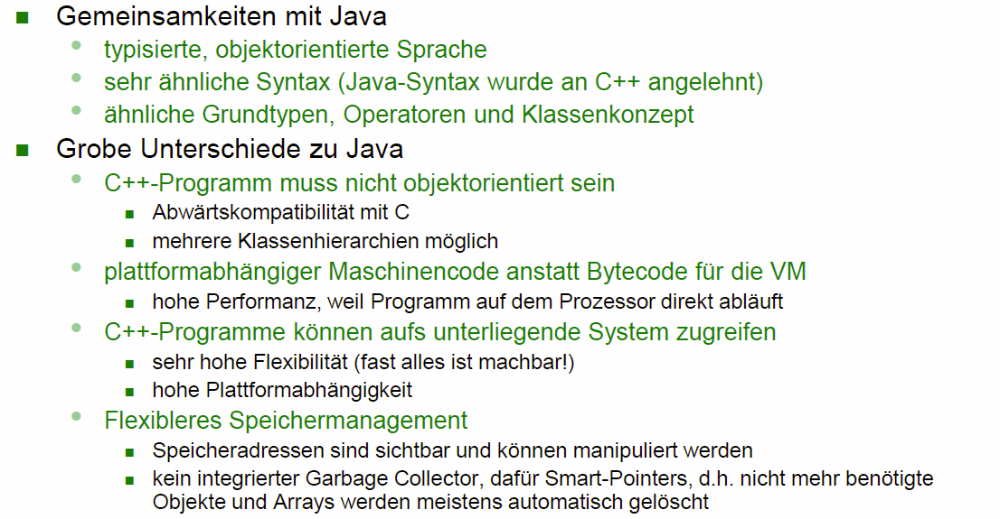 Gemeinsamkeiten mit Java
typisierte, objektorientierte Sprache
sehr ähnliche Syntax (Java-Syntax wurde an C++ angelehnt)
ähnliche Grundtypen, Operatoren und Klassenkonzept
Grobe Unterschiede zu Java
C++-Programm muss nicht objektorientiert sein
Abwärtskompatibilität mit C
mehrere Klassenhierarchien möglich
plattformabhängiger Maschinencode anstatt Bytecode für die VM
hohe Performanz, weil Programm auf dem Prozessor direkt abläuft
C++-Programme können aufs unterliegende System zugreifen
sehr hohe Flexibilität (fast alles ist machbar!)
hohe Plattformabhängigkeit
Flexibleres Speichermanagement
Speicheradressen sind sichtbar und können manipuliert werden
kein integrierter Garbage Collector, dafür Smart-Pointers, d.h. nicht mehr benötigte
Objekte und Arrays werden meistens automatisch gelöscht